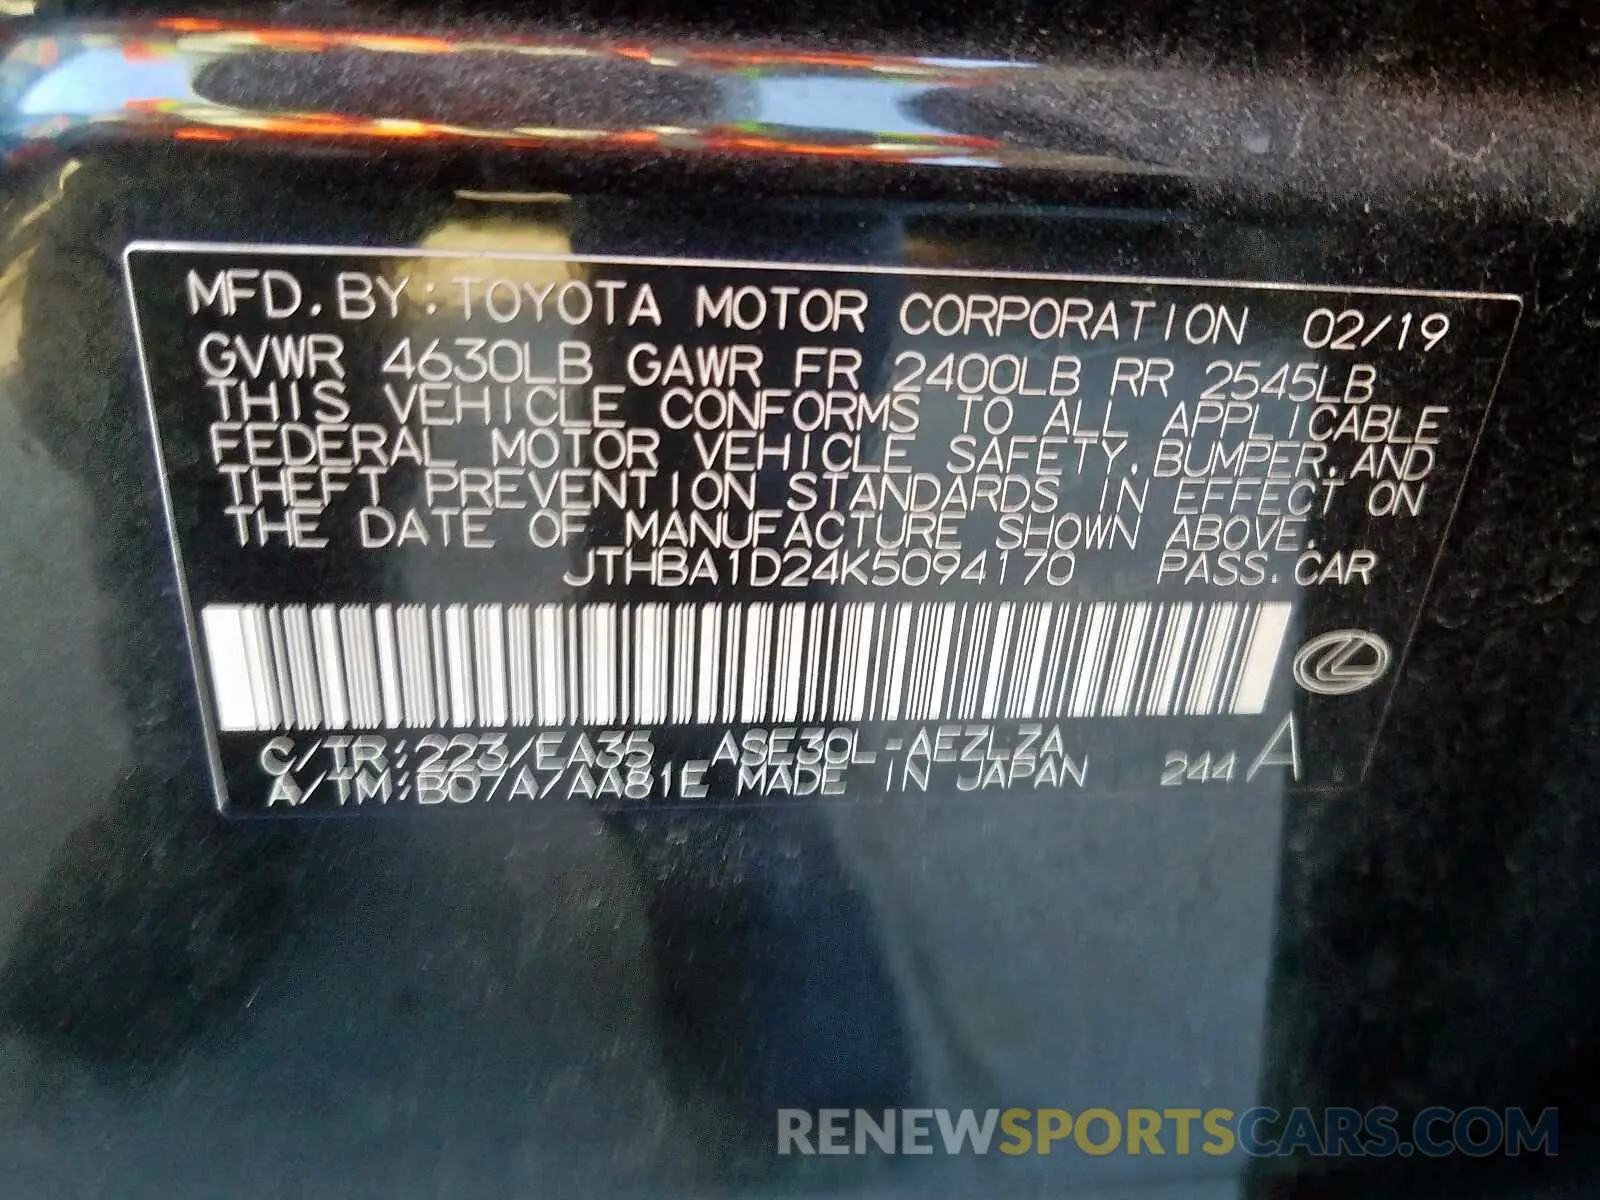 MFD.BY:TOYOTA MOTOR CORPORATION 02/19
GVWR 4630LB GAWR FR 2400LB RR 2545LB
THIS VEHICLE CONFORMS TO ALL APPLICABLE
FEDERAL MOTOR VEHICLE SAFETY,BUMPER,AND
THEFT PREVENTION STANDARDS IN EFFECT ON
THE DATE OF MANUFACTURE SHOWN ABOVE.
JTHBA1D24K5094170 PASS.CAR
C/TR:223/EA35 ASE30L-AEZLZA
A/TM:B07A/AA81E MADE IN JAPAN 244 A
RENEWSPORTSCARS.COM